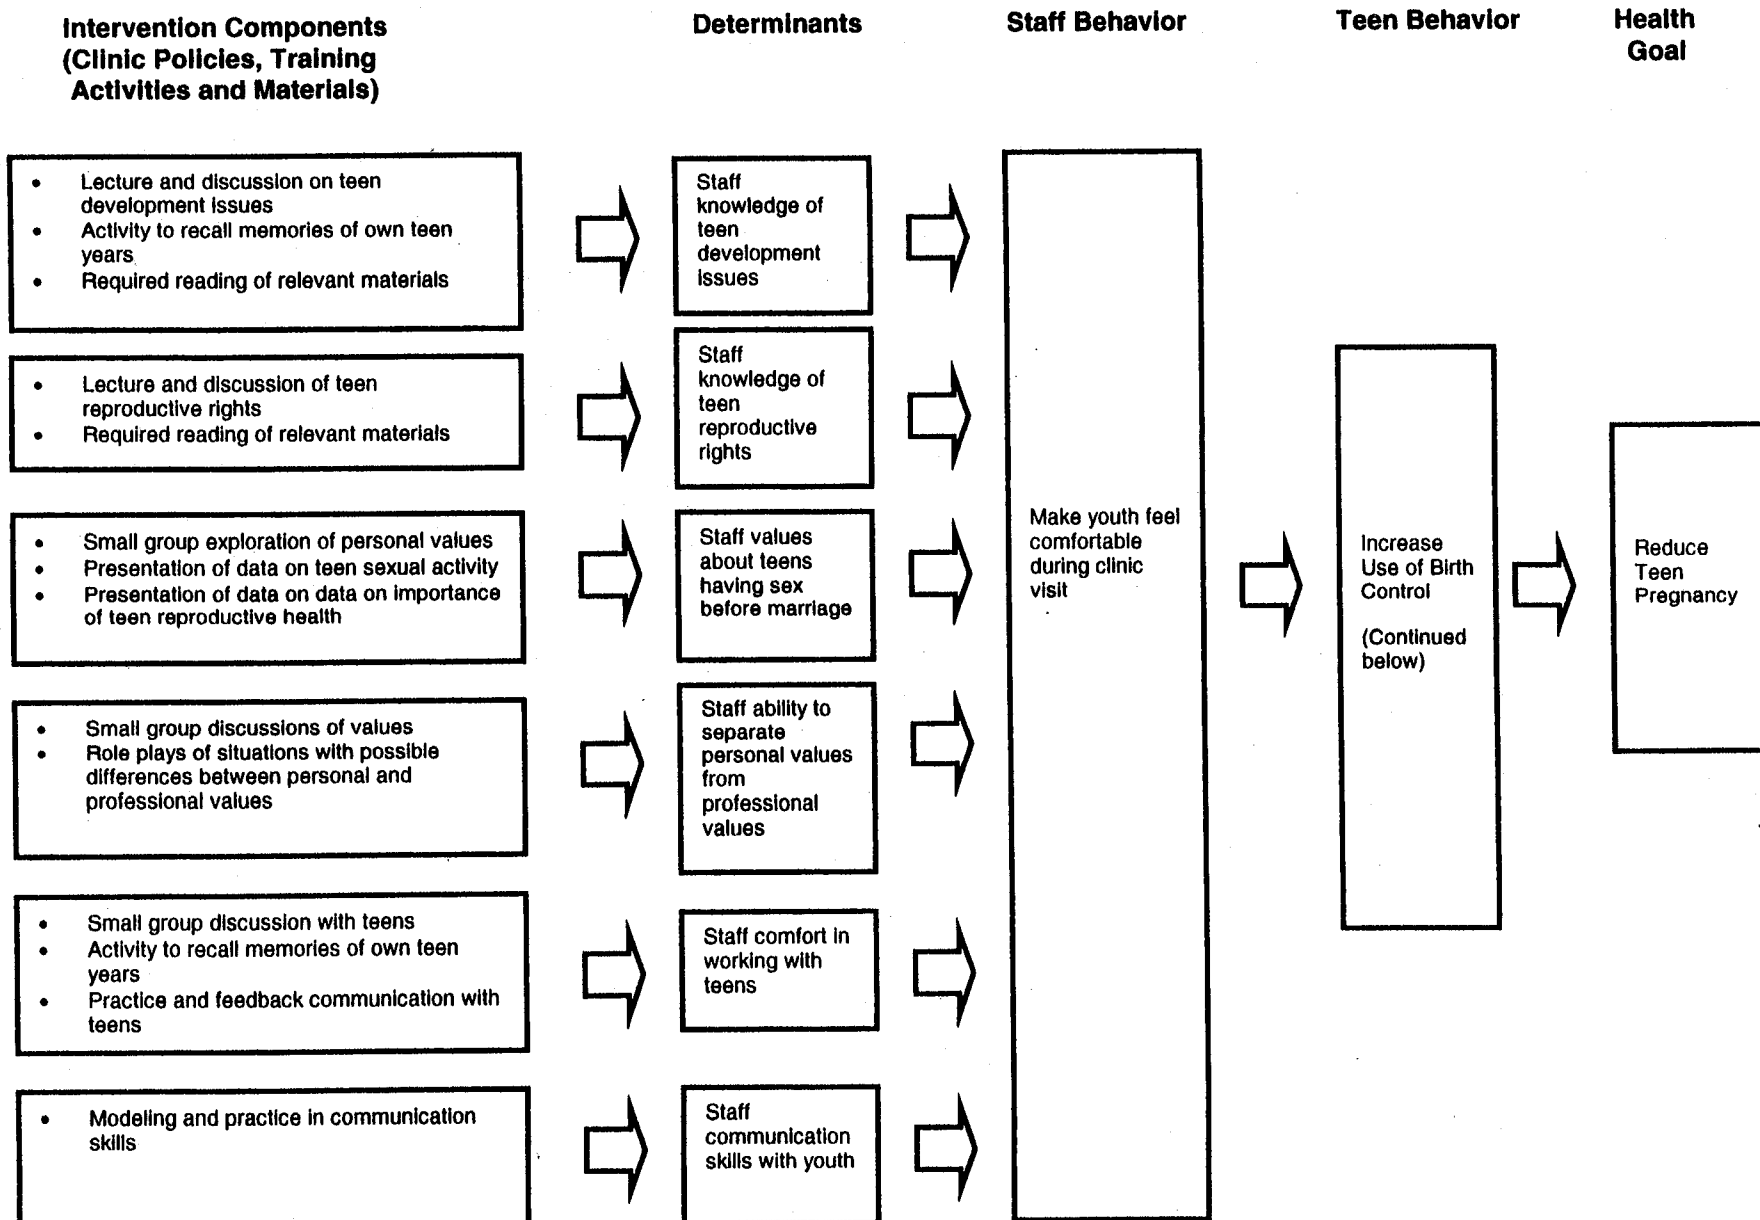 Intervention Components
(Clinic Policies, Training
Activities and Materials)
Determinants
Staff Behavior
Teen Behavior
Health
Goal
• Lecture and discussion on teen
development issues
• Activity to recall memories of own teen
years
• Required reading of relevant materials
Staff
knowledge of
teen
development
issues
• Lecture and discussion of teen
reproductive rights
• Required reading of relevant materials
Staff
knowledge of
teen
reproductive
rights
• Small group exploration of personal values
• Presentation of data on teen sexual activity
• Presentation of data on data on importance
of teen reproductive health
Staff values
about teens
having sex
before marriage
• Small group discussions of values
• Role plays of situations with possible
differences between personal and
professional values
Staff ability to
separate
personal values
from
professional
values
• Small group discussion with teens
• Activity to recall memories of own teen
years
• Practice and feedback communication with
teens
Staff comfort in
working with
teens
• Modeling and practice in communication
skills
Staff
communication
skills with youth
Make youth feel
comfortable
during clinic
visit
Increase
Use of Birth
Control
(Continued
below)
Reduce
Teen
Pregnancy